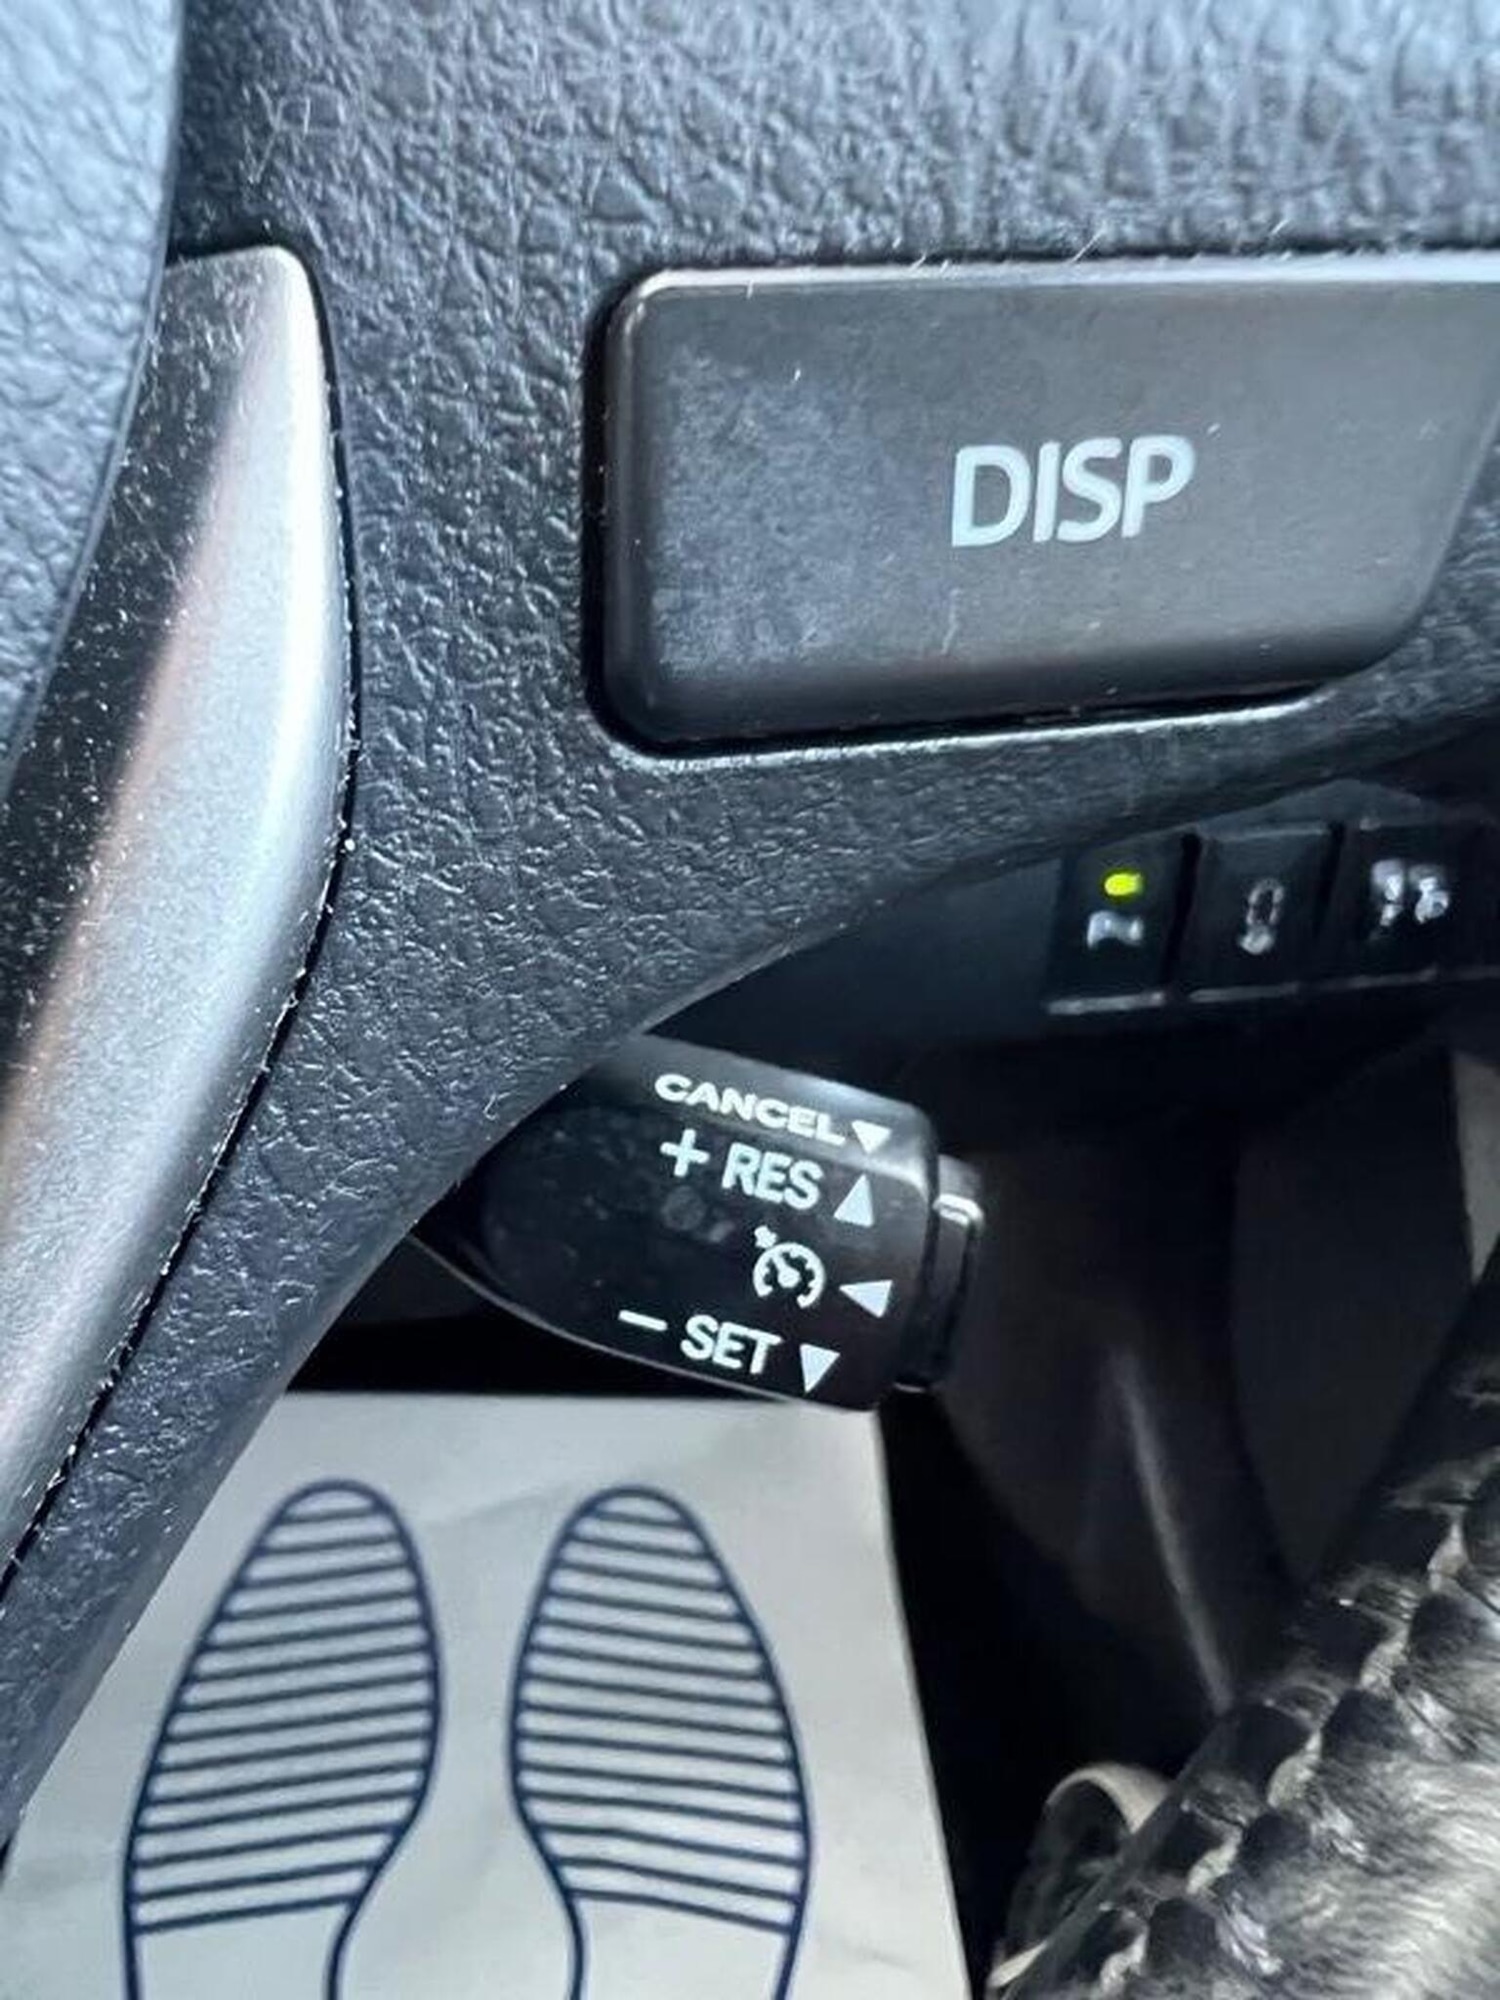 DISP
CANCEL
+ RES
− SET